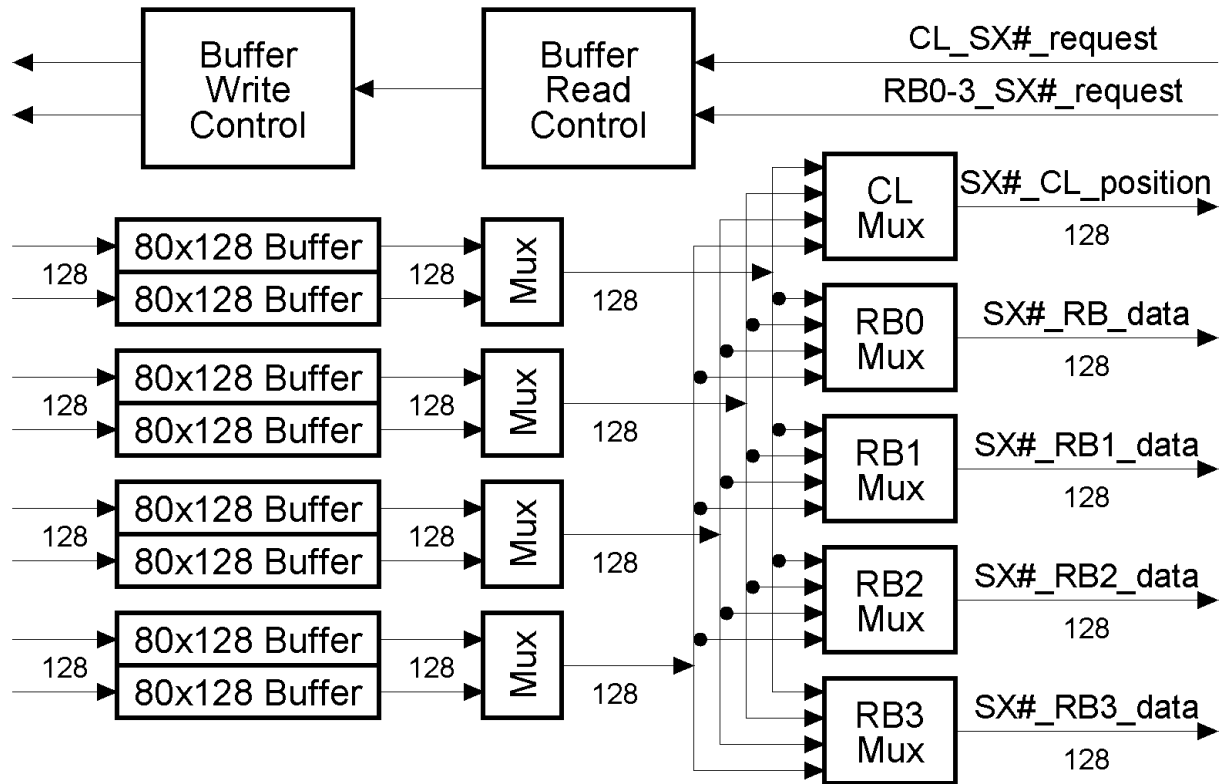 Buffer
Write
Control
Buffer
Read
Control
CL_SX#_request
RB0-3_SX#_request
CL
Mux
SX#_CL_position
128
80x128 Buffer
80x128 Buffer
128
128
Mux
128
RB0
Mux
SX#_RB_data
128
80x128 Buffer
80x128 Buffer
128
128
Mux
128
RB1
Mux
SX#_RB1_data
128
80x128 Buffer
80x128 Buffer
128
128
Mux
128
RB2
Mux
SX#_RB2_data
128
80x128 Buffer
80x128 Buffer
128
128
Mux
128
RB3
Mux
SX#_RB3_data
128